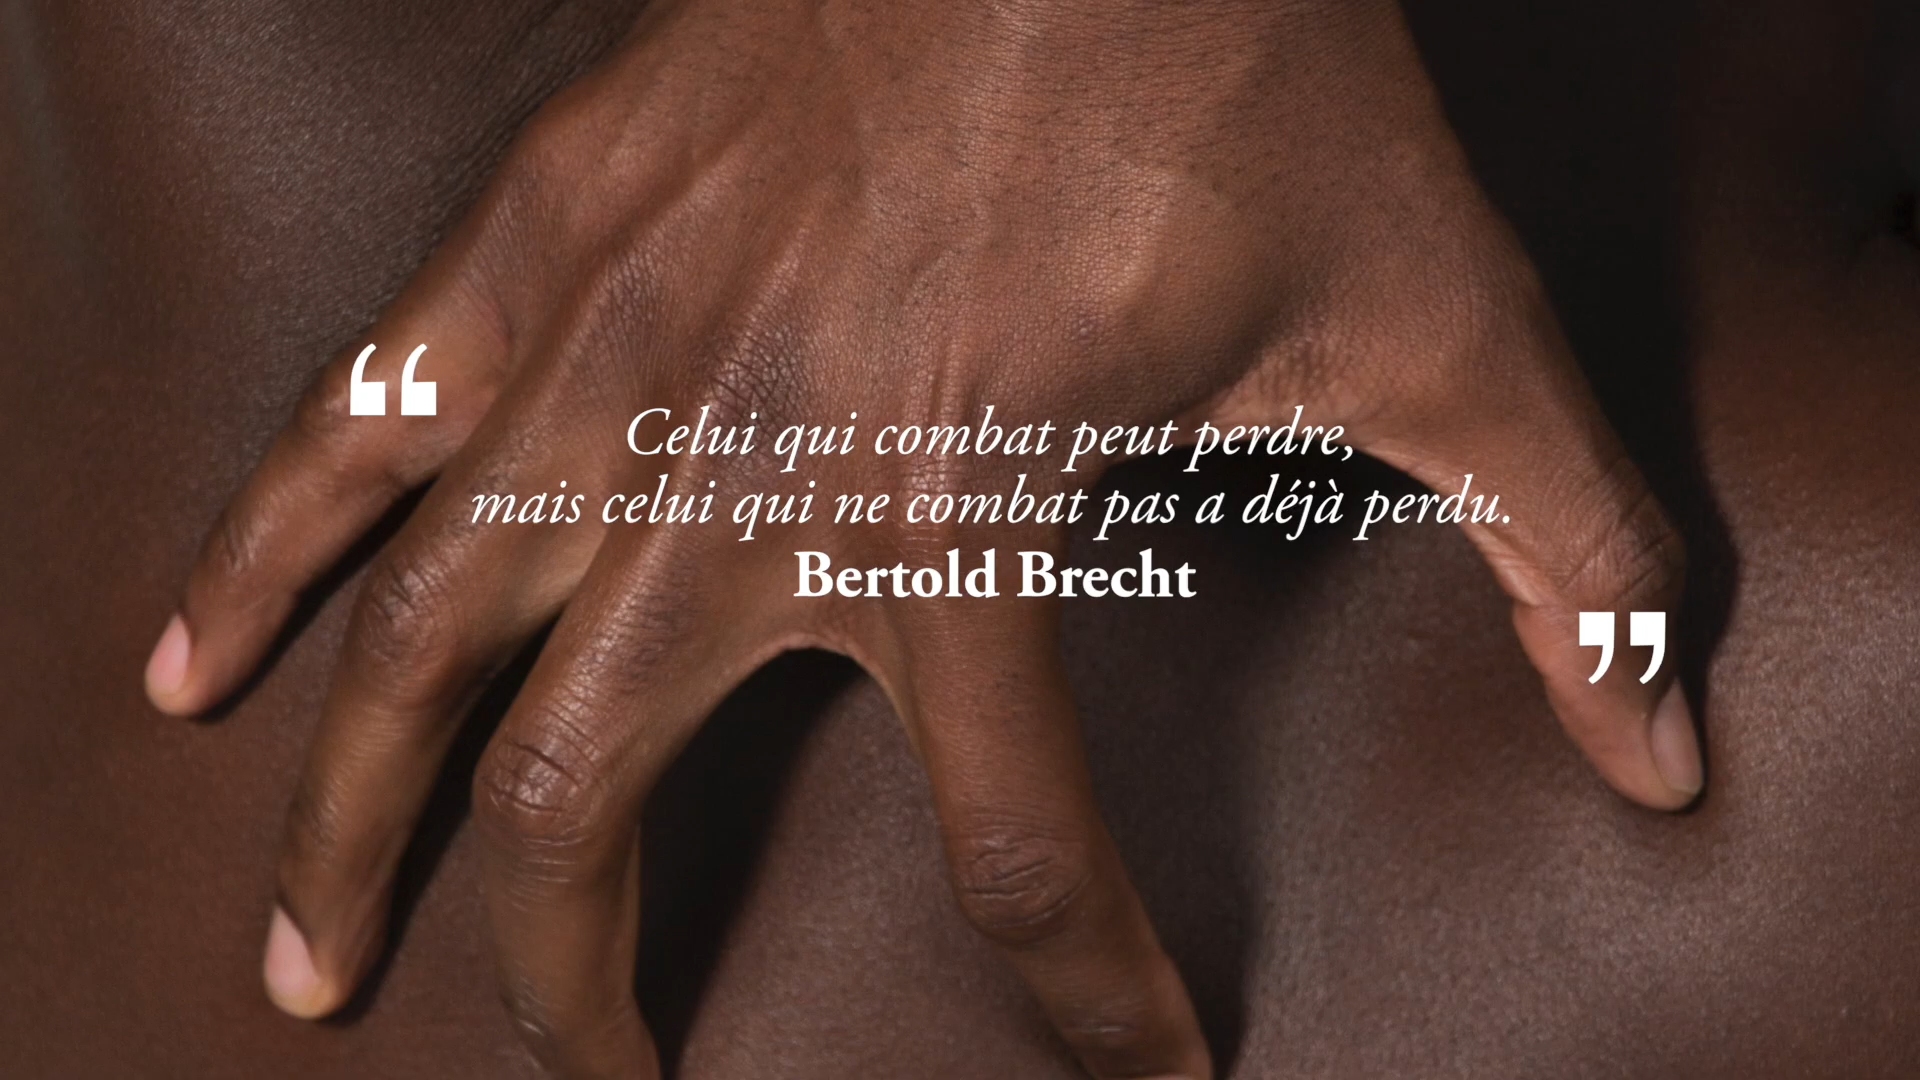 “
Celui qui combat peut perdre,
mais celui qui ne combat pas a déjà perdu.
Bertold Brecht
”